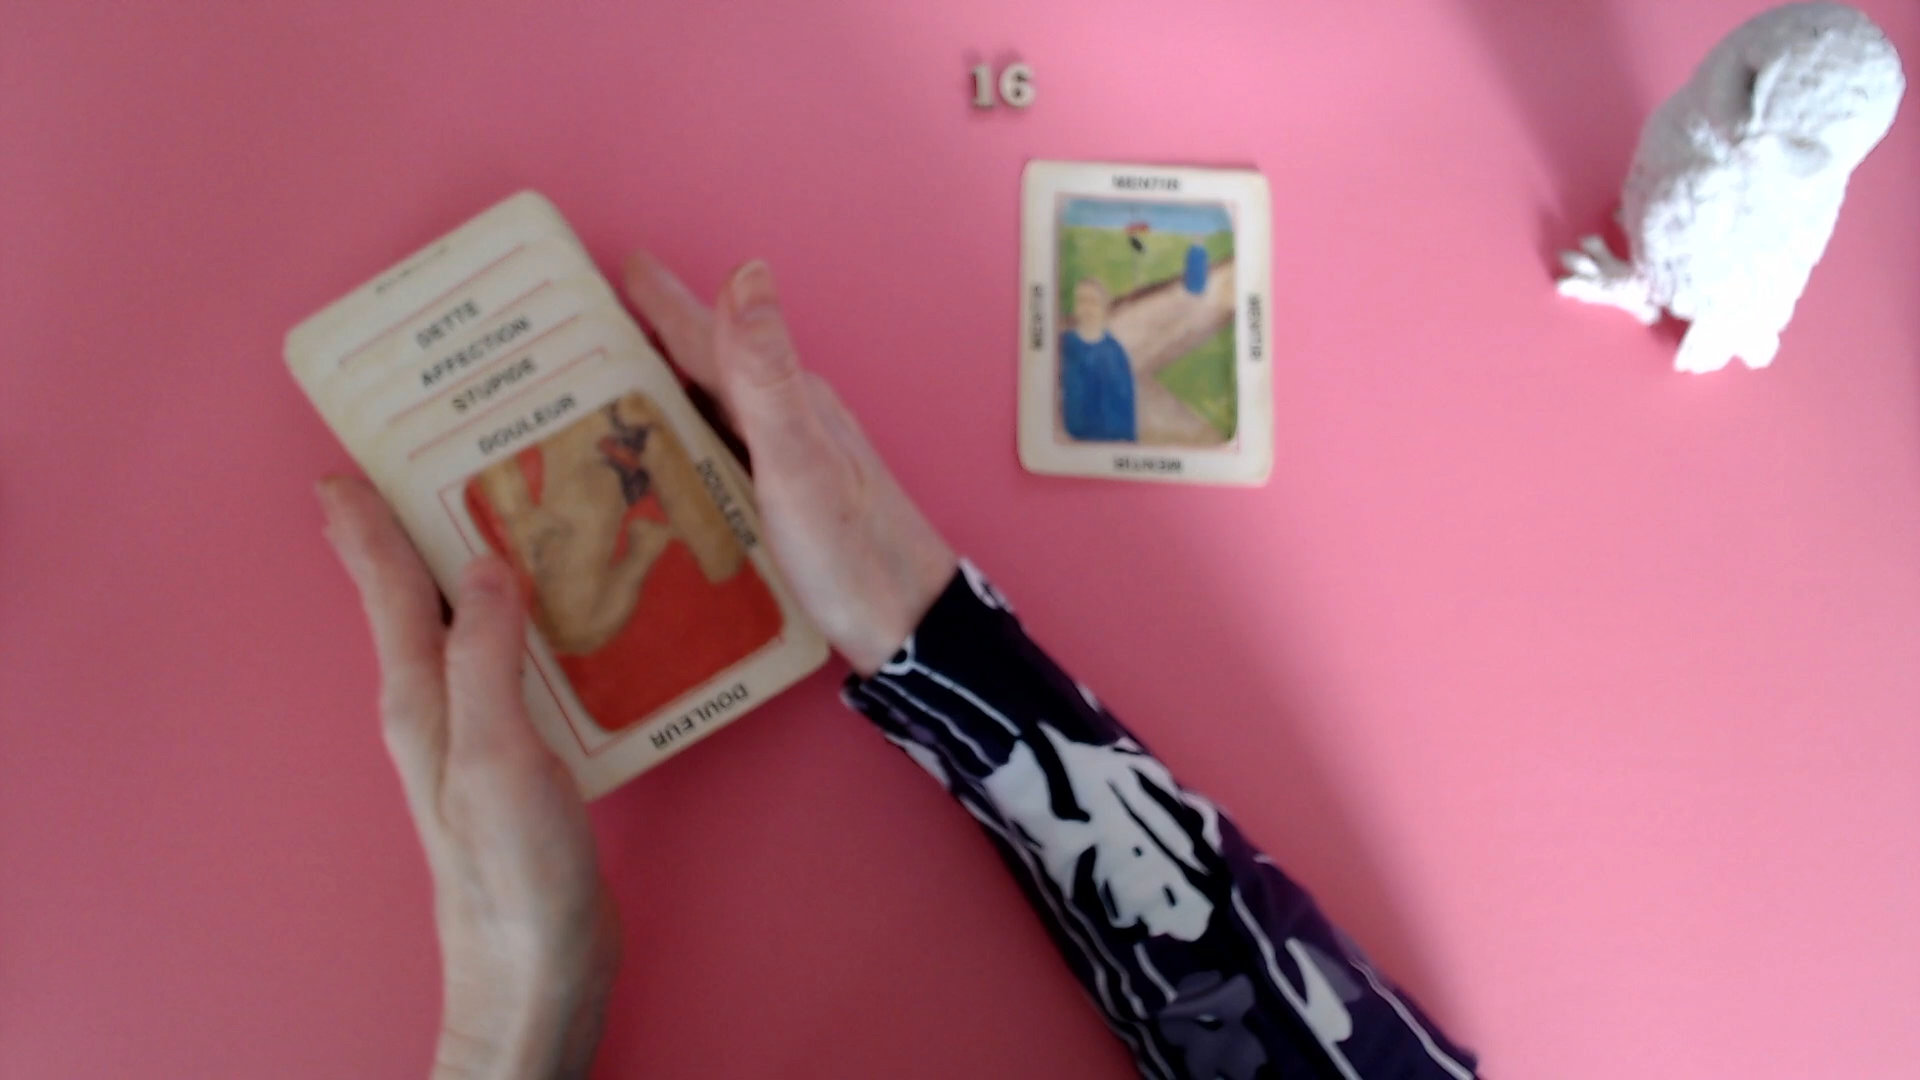 16
MENTIR
MENTIR
MENTIR
MENTIR
DETTE
AFFECTION
STUPIDE
DOULEUR
DOULEUR
DOULEUR